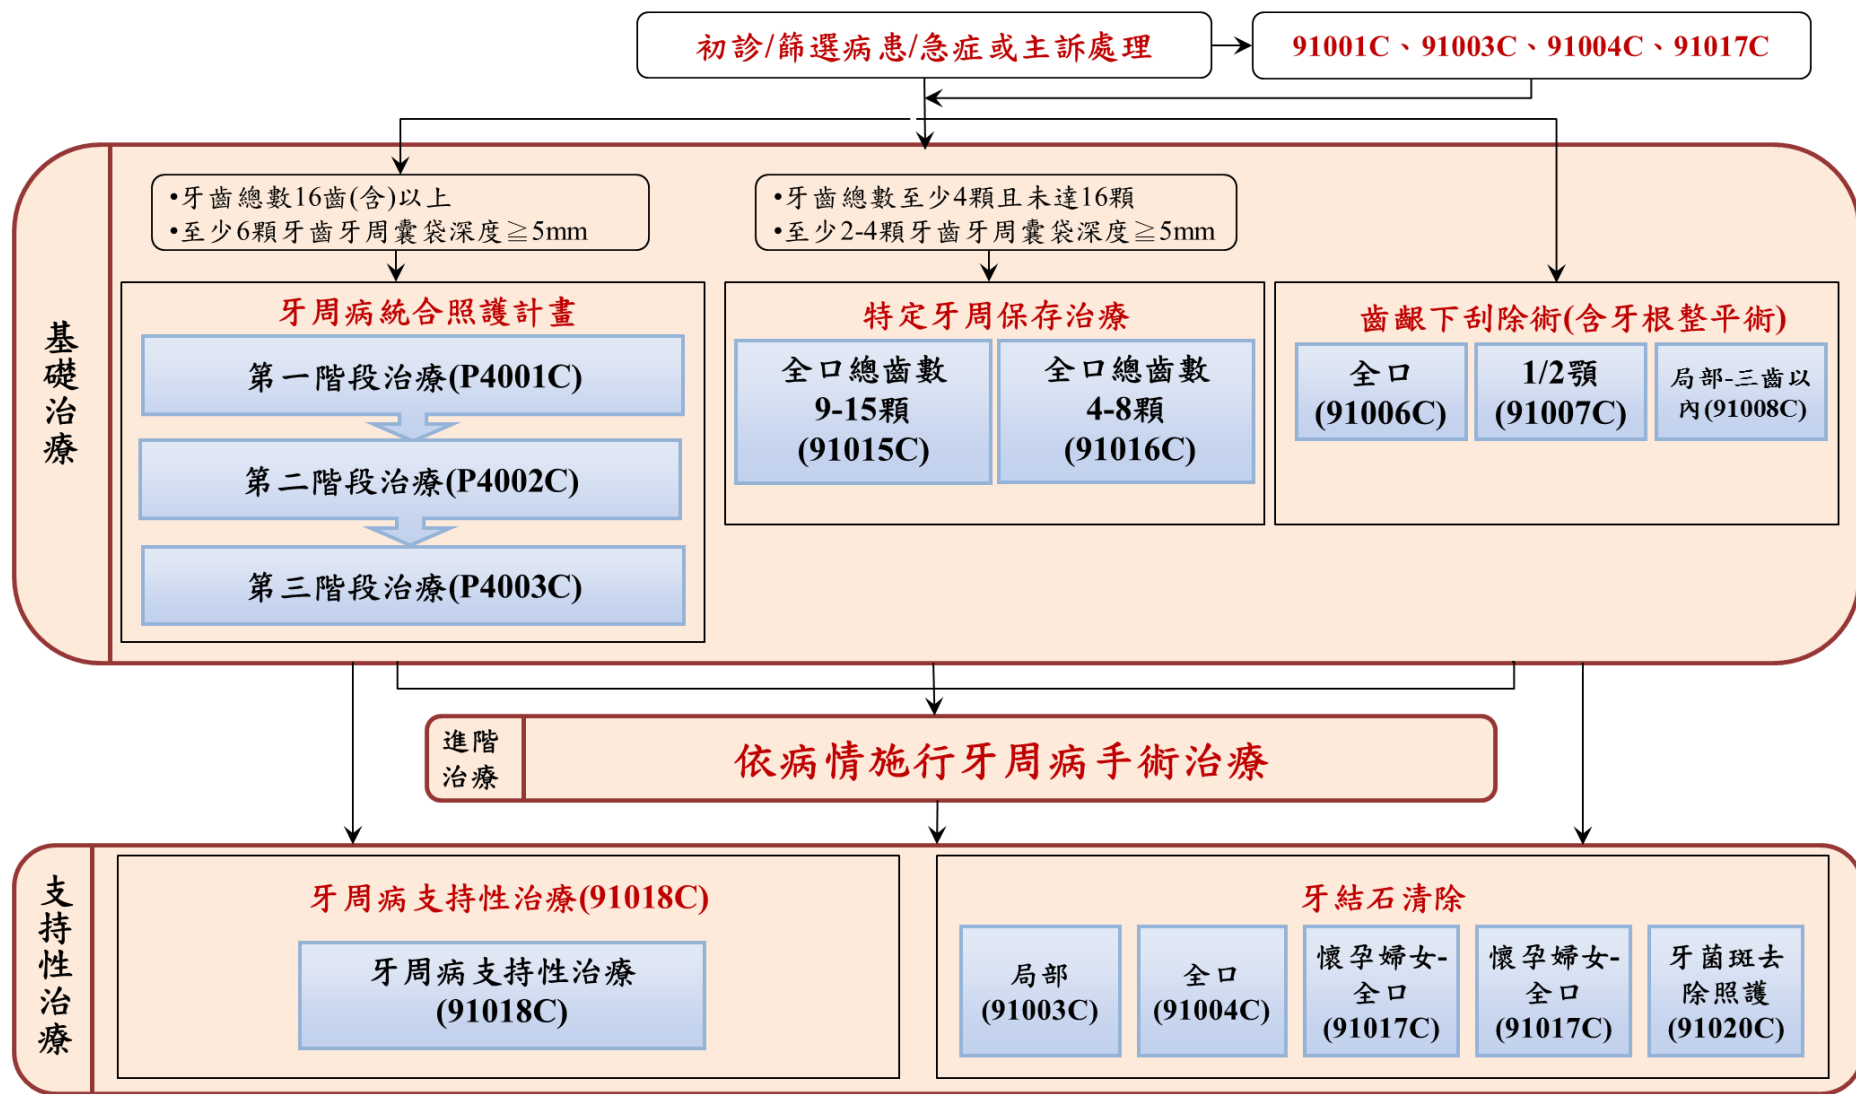 初診/篩選病患/急症或主訴處理
91001C、91003C、91004C、91017C
基礎治療
•牙齒總數16齒(含)以上
•至少6顆牙齒牙周囊袋深度≧5mm
牙周病統合照護計畫
第一階段治療(P4001C)
第二階段治療(P4002C)
第三階段治療(P4003C)
•牙齒總數至少4顆且未達16顆
•至少2-4顆牙齒牙周囊袋深度≧5mm
特定牙周保存治療
全口總齒數
9-15顆
(91015C)
全口總齒數
4-8顆
(91016C)
齒齦下刮除術(含牙根整平術)
全口
(91006C)
1/2顎
(91007C)
局部-三齒以
內(91008C)
進階
治療
依病情施行牙周病手術治療
支持性治療
牙周病支持性治療(91018C)
牙周病支持性治療
(91018C)
牙結石清除
局部
(91003C)
全口
(91004C)
懷孕婦女-
全口
(91017C)
懷孕婦女-
全口
(91017C)
牙菌斑去
除照護
(91020C)